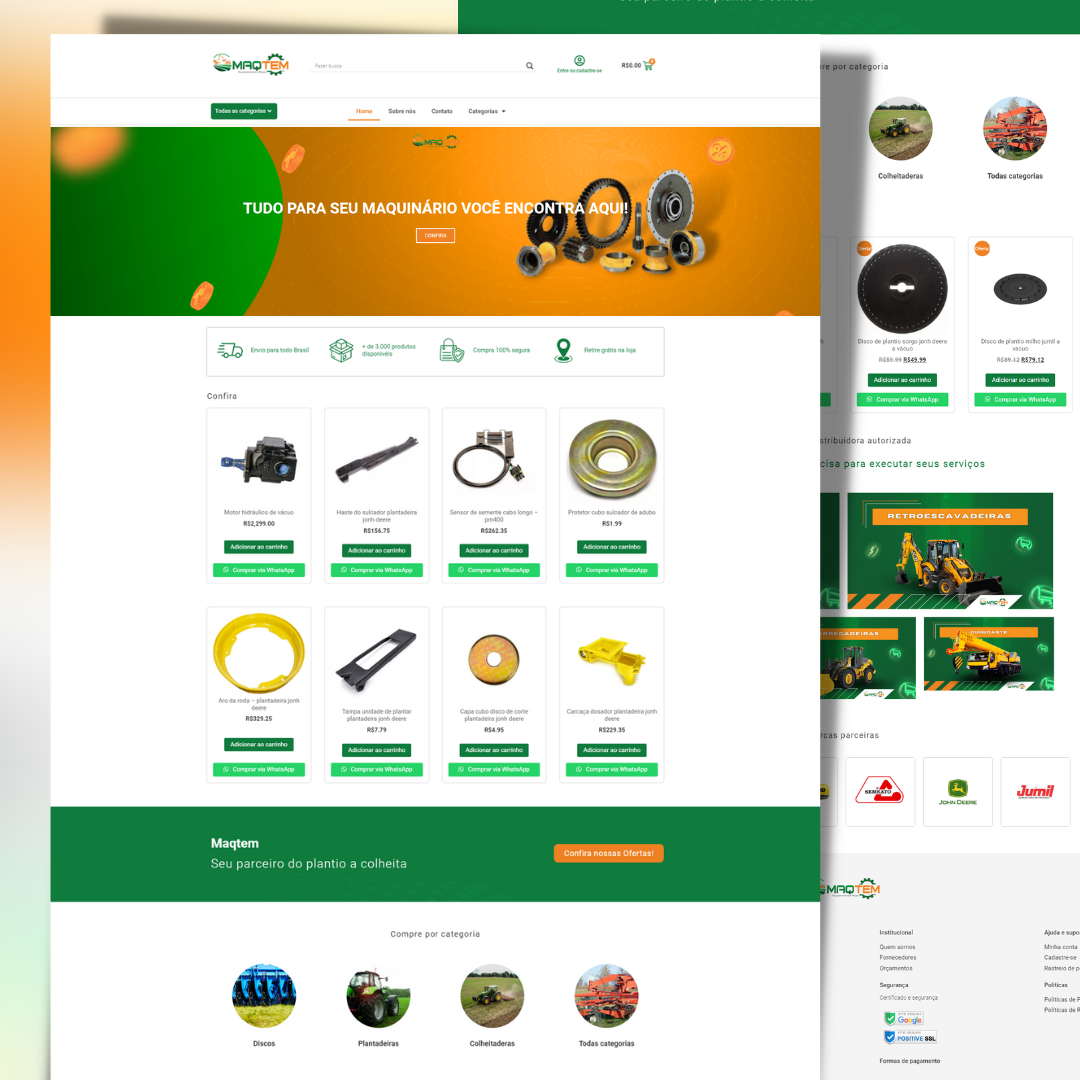 MAQTEM
Fazer busca
Entre ou cadastre-se
R$0.00
Todas as categorias
Home
Sobre nós
Contato
Categorias
MAQ
TUDO PARA SEU MAQUINÁRIO VOCÊ ENCONTRA AQUI!
CONFIRA
Envio para todo Brasil
+ de 3.000 produtos
disponivéis
Compra 100% segura
Retire grátis na loja
Confira
Motor hidráulico de vácuo
R$2,299.00
Adicionar ao carrinho
Comprar via WhatsApp
Haste do sulcador plantadeira
jonh deere
R$156.75
Adicionar ao carrinho
Comprar via WhatsApp
Sensor de semente cabo longo –
pm400
R$262.35
Adicionar ao carrinho
Comprar via WhatsApp
Protetor cubo sulcador de adubo
R$1.99
Adicionar ao carrinho
Comprar via WhatsApp
Aro da roda – plantadeira jonh
deere
R$329.25
Adicionar ao carrinho
Comprar via WhatsApp
Tampa unidade de plantar
plantadeira jonh deere
R$7.79
Adicionar ao carrinho
Comprar via WhatsApp
Capa cubo disco de corte
plantadeira jonh deere
R$4.95
Adicionar ao carrinho
Comprar via WhatsApp
Carcaça dosador plantadeira jonh
deere
R$229.35
Adicionar ao carrinho
Comprar via WhatsApp
Maqtem
Seu parceiro do plantio a colheita
Confira nossas Ofertas!
Compre por categoria
Discos
Plantadeiras
Colheitaderas
Todas categorias
re por categoria
Colheitaderas
Todas categorias
Oferta!
Disco de plantio sorgo jonh deere
a vácuo
R$59.99 R$49.99
Adicionar ao carrinho
Comprar via WhatsApp
Oferta!
Disco de plantio milho jumil a
vácuo
R$89.12 R$79.12
Adicionar ao carrinho
Comprar via WhatsApp
stribuidora autorizada
cisa para executar seus serviços
RETROESCAVADEIRAS
MAQTEM
RREGADEIRAS
GUINDASTE
rcas parceiras
SEMEATO
JOHN DEERE
Jumil
MAQTEM
Institucional
Quem somos
Fornecedores
Orçamentos
Segurança
Certificado e segurança
SITE SEGURO
Google
POSITIVE SSL
Formas de pagamento
Ajuda e supo
Minha conta
Cadastre-se
Rastreio de p
Políticas
Políticas de P
Políticas de R